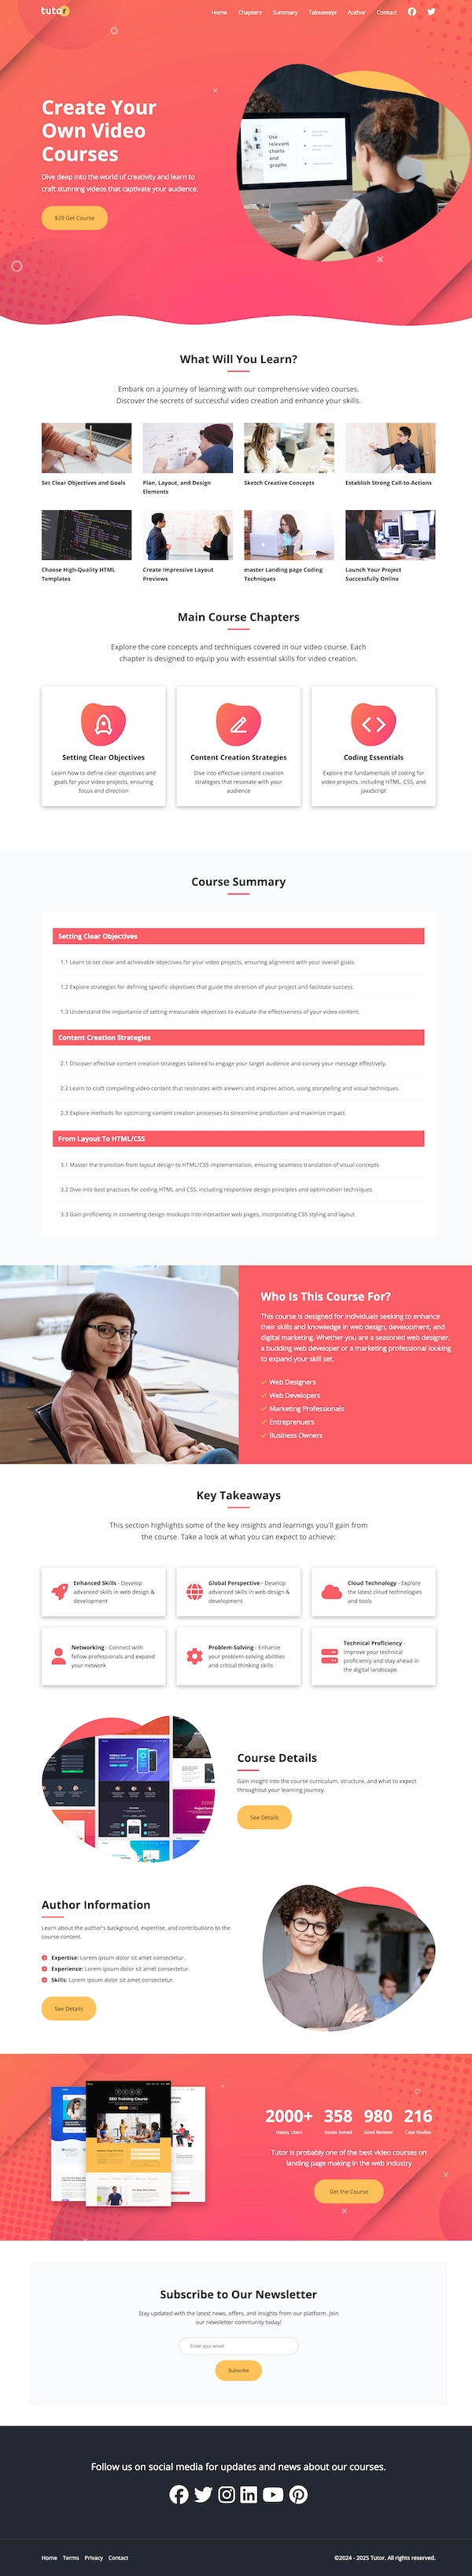 tutor
Home Chapters Summary Takeaways Author Contact
Create Your
Own Video
Courses
Dive deep into the world of creativity and learn to
craft stunning videos that captivate your audience.
$29 Get Course
Use
relevant
charts
and
graphs
What Will You Learn?
Embark on a journey of learning with our comprehensive video courses.
Discover the secrets of successful video creation and enhance your skills.
Set Clear Objectives and Goals
Plan, Layout, and Design
Elements
Sketch Creative Concepts
Establish Strong Call-to-Actions
Choose High-Quality HTML
Templates
Create Impressive Layout
Previews
master Landing page Coding
Techniques
Launch Your Project
Successfully Online
Main Course Chapters
Explore the core concepts and techniques covered in our video course. Each
chapter is designed to equip you with essential skills for video creation.
Setting Clear Objectives
Learn how to define clear objectives and
goals for your video projects, ensuring
focus and direction
Content Creation Strategies
Dive into effective content creation
strategies that resonate with your
audience
Coding Essentials
Explore the fundamentals of coding for
video projects, including HTML, CSS, and
JavaScript
Course Summary
Setting Clear Objectives
1.1 Learn to set clear and achievable objectives for your video projects, ensuring alignment with your overall goals.
1.2 Explore strategies for defining specific objectives that guide the direction of your project and facilitate success.
1.3 Understand the importance of setting measurable objectives to evaluate the effectiveness of your video content.
Content Creation Strategies
2.1 Discover effective content creation strategies tailored to engage your target audience and convey your message effectively.
2.2 Learn to craft compelling video content that resonates with viewers and inspires action, using storytelling and visual techniques.
2.3 Explore methods for optimizing content creation processes to streamline production and maximize impact.
From Layout To HTML/CSS
3.1 Master the transition from layout design to HTML/CSS implementation, ensuring seamless translation of visual concepts
3.2 Dive into best practices for coding HTML and CSS, including responsive design principles and optimization techniques
3.3 Gain proficiency in converting design mockups into interactive web pages, incorporating CSS styling and layout
Who Is This Course For?
This course is designed for individuals seeking to enhance
their skills and knowledge in web design, development, and
digital marketing. Whether you are a seasoned web designer,
a budding web developer or a marketing professional looking
to expand your skill set.
Web Designers
Web Developers
Marketing Professionals
Entreprenuers
Business Owners
Key Takeaways
This section highlights some of the key insights and learnings you'll gain from
the course. Take a look at what you can expect to achieve:
Enhanced Skills - Develop
advanced skills in web design &
development
Global Perspective - Develop
advanced skills in web design &
development
Cloud Technology - Explore
the latest cloud technologies
and tools
Networking - Connect with
fellow professionals and expand
your network
Problem-Solving - Enhance
your problem-solving abilities
and critical thinking skills
Technical Proficiency -
Improve your technical
proficiency and stay ahead in
the digital landscape.
Course Details
Gain insight into the course curriculum, structure, and what to expect
throughout your learning journey.
See Details
Author Information
Learn about the author's background, expertise, and contributions to the
course content.
Expertise: Lorem ipsum dolor sit amet consectetur.
Experience: Lorem ipsum dolor sit amet consectetur.
Skills: Lorem ipsum dolor sit amet consectetur.
See Details
SEO Training Course
2000+ 358 980 216
Happy Users Issues Solved Good Reviews Case Studies
Tutor is probably one of the best video courses on
landing page making in the web industry
Get the Course
Subscribe to Our Newsletter
Stay updated with the latest news, offers, and insights from our platform. Join
our newsletter community today!
Enter your email
Subscribe
Follow us on social media for updates and news about our courses.
Home Terms Privacy Contact
©2024 - 2025 Tutor. All rights reserved.